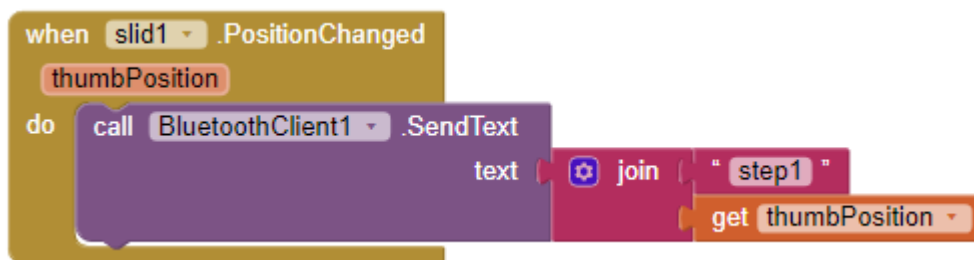 when slid1 .PositionChanged
thumbPosition
do call BluetoothClient1 .SendText
text join “ step1 ”
get thumbPosition